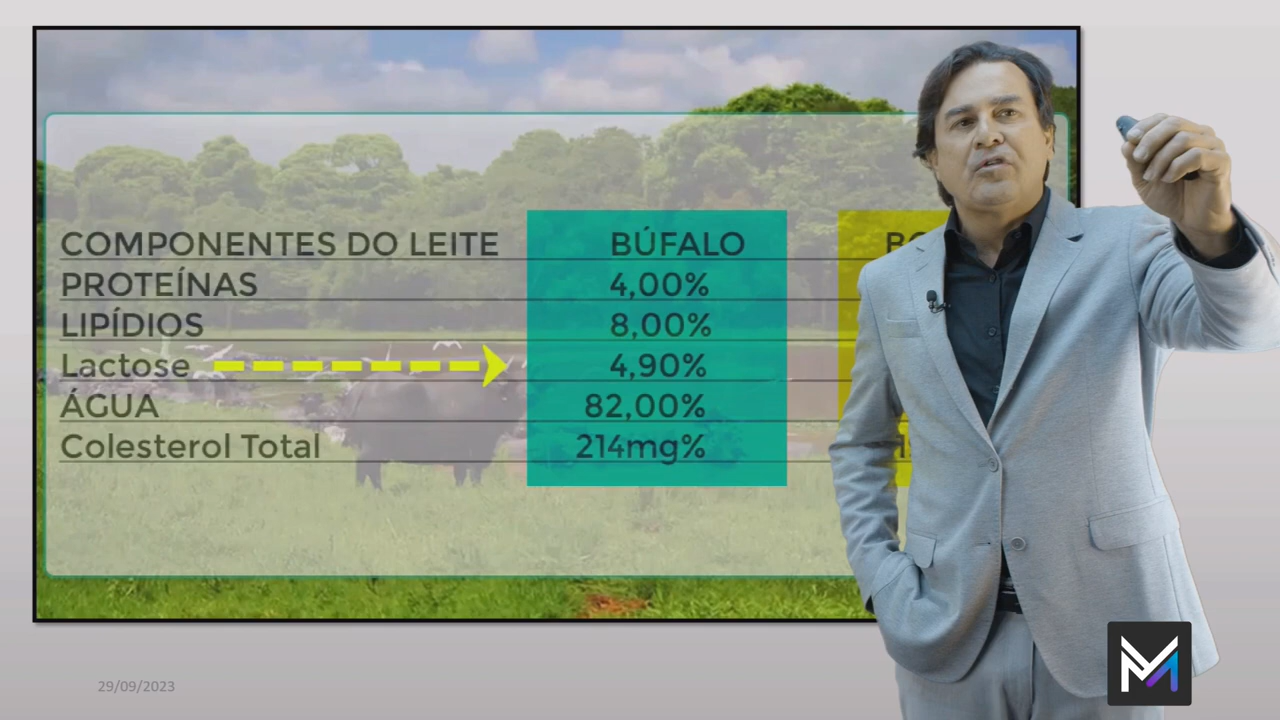 COMPONENTES DO LEITE BÚFALO
PROTEÍNAS 4,00%
LIPÍDIOS 8,00%
Lactose 4,90%
ÁGUA 82,00%
Colesterol Total 214mg%
29/09/2023